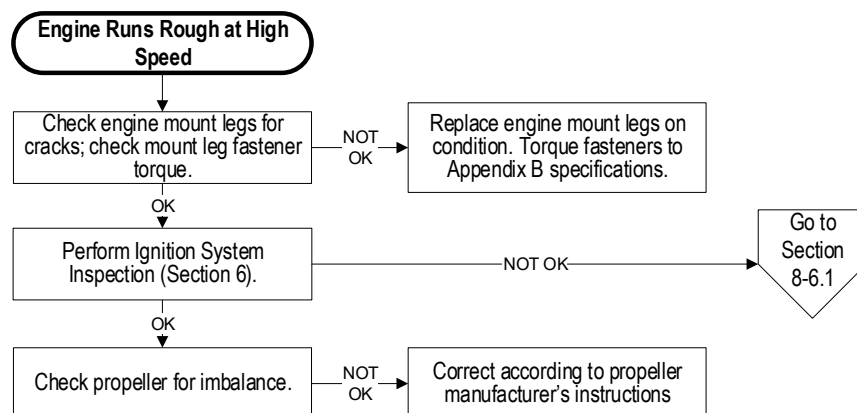 Engine Runs Rough at High
Speed
Check engine mount legs for
cracks; check mount leg fastener
torque.
NOT
OK
Replace engine mount legs on
condition. Torque fasteners to
Appendix B specifications.
OK
Perform Ignition System
Inspection (Section 6).
NOT OK
Go to
Section
8-6.1
OK
Check propeller for imbalance.
NOT
OK
Correct according to propeller
manufacturer’s instructions